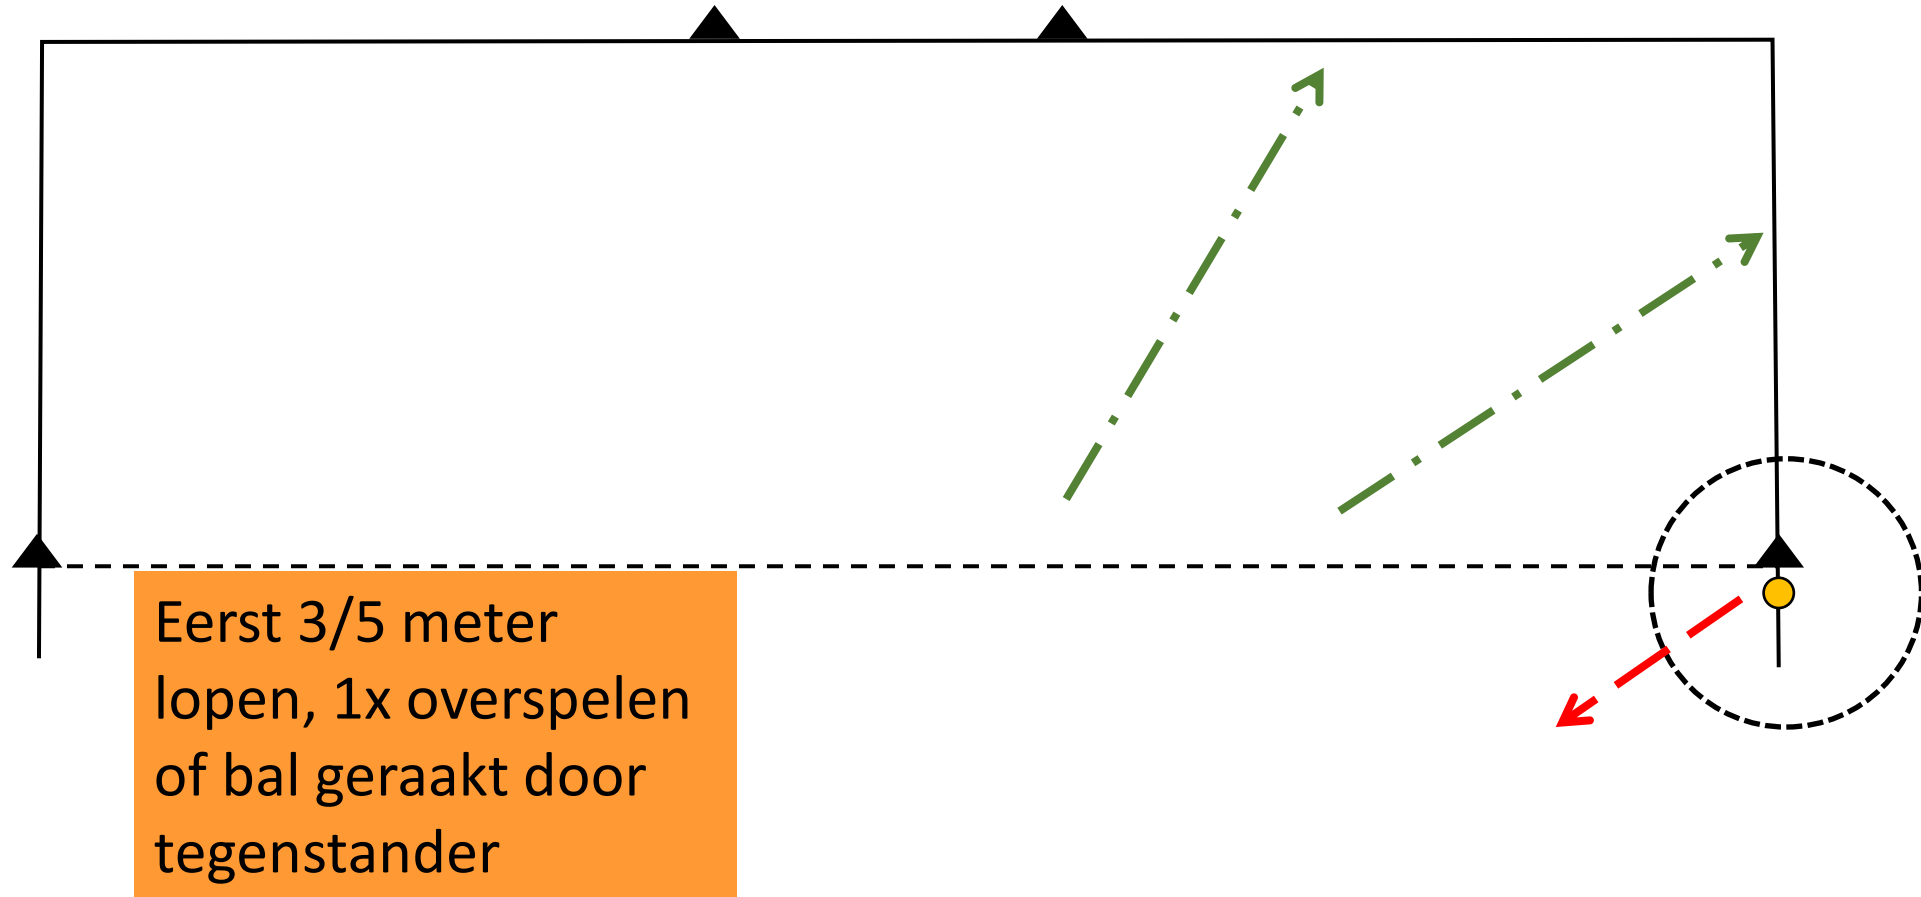 Eerst 3/5 meter
lopen, 1x overspelen
of bal geraakt door
tegenstander